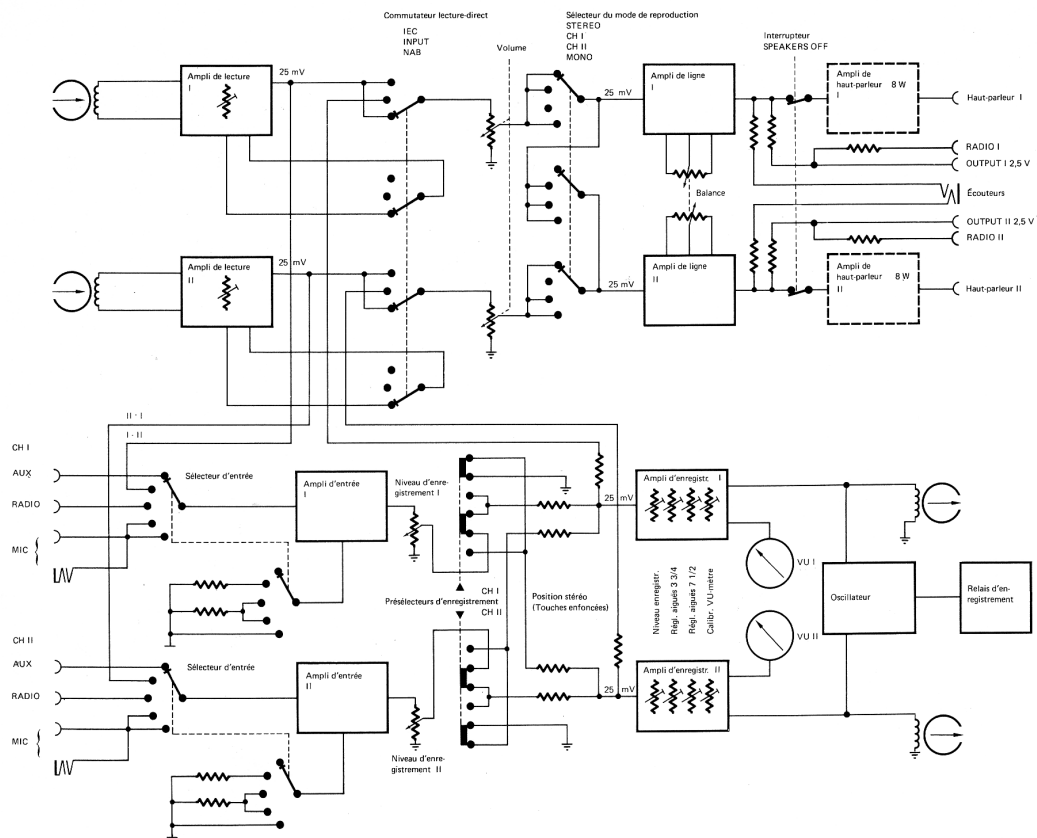 Commutateur lecture-direct
IEC
INPUT
NAB
Volume
Sélecteur du mode de reproduction
STEREO
CH I
CH II
MONO
Interrupteur
SPEAKERS OFF
Ampli de lecture
I
25 mV
25 mV
Ampli de ligne
I
Ampli de
haut-parleur 8 W
I
Haut-parleur I
RADIO I
OUTPUT I 2,5 V
Balance
Écouteurs
OUTPUT II 2,5 V
RADIO II
Ampli de lecture
II
25 mV
25 mV
Ampli de ligne
II
Ampli de
haut-parleur 8 W
II
Haut-parleur II
II - I
I - II
CH I
AUX
RADIO
MIC
Sélecteur d'entrée
Ampli d'entrée
I
Niveau d'enre-
gistrement I
25 mV
Ampli d'enregistr. I
VU I
CH I
Présélecteurs d'enregistrement
CH II
Position stéréo
(Touches enfoncées)
Niveau enregistr.
Régl. aiguës 3 3/4
Régl. aiguës 7 1/2
Calibr. VU-mètre
Oscillateur
Relais d'en-
registrement
VU II
CH II
AUX
RADIO
MIC
Sélecteur d'entrée
Ampli d'entrée
II
Niveau d'enre-
gistrement II
25 mV
Ampli d'enregistr. II